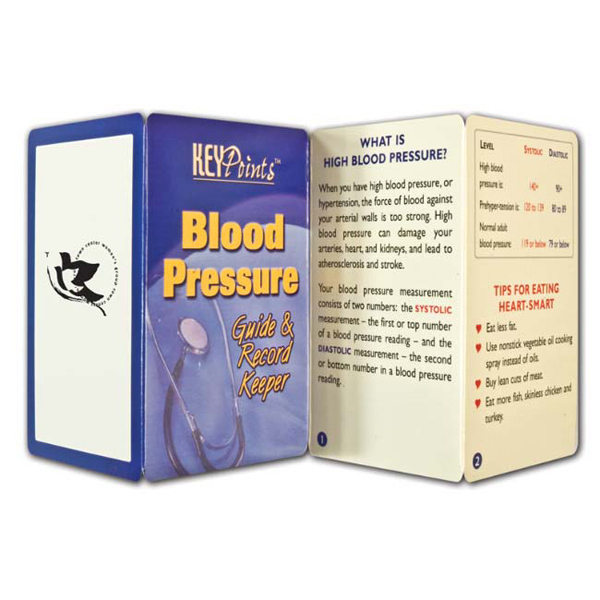 town center women's group
KEYPoints™
Blood
Pressure
Guide &
Record
Keeper
WHAT IS
HIGH BLOOD PRESSURE?
When you have high blood pressure, or
hypertension, the force of blood against
your arterial walls is too strong. High
blood pressure can damage your
arteries, heart, and kidneys, and lead to
atherosclerosis and stroke.
Your blood pressure measurement
consists of two numbers: the SYSTOLIC
measurement – the first or top number
of a blood pressure reading – and the
DIASTOLIC measurement – the second
or bottom number in a blood pressure
reading.
1
LEVEL SYSTOLIC DIASTOLIC
High blood
pressure is: 140+ 90+
Prehyper-tension is: 120 to 139 80 to 89
Normal adult
blood pressure: 119 or below 79 or below
TIPS FOR EATING
HEART-SMART
Eat less fat.
Use nonstick vegetable oil cooking
spray instead of oils.
Buy lean cuts of meat.
Eat more fish, skinless chicken and
turkey.
2